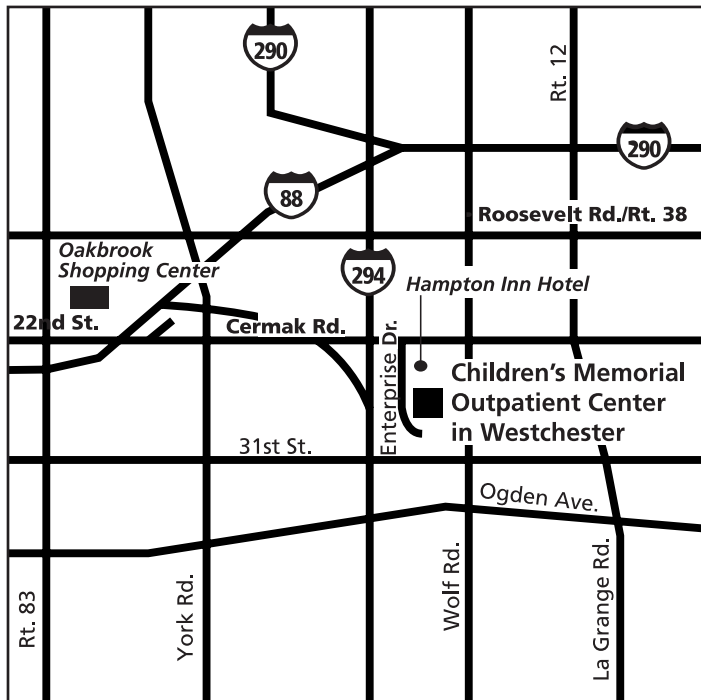 290
Rt. 12
290
88
Roosevelt Rd./Rt. 38
Oakbrook
Shopping Center
294
Hampton Inn Hotel
22nd St.
Cermak Rd.
Enterprise Dr.
Children's Memorial
Outpatient Center
in Westchester
31st St.
Ogden Ave.
Rt. 83
York Rd.
Wolf Rd.
La Grange Rd.